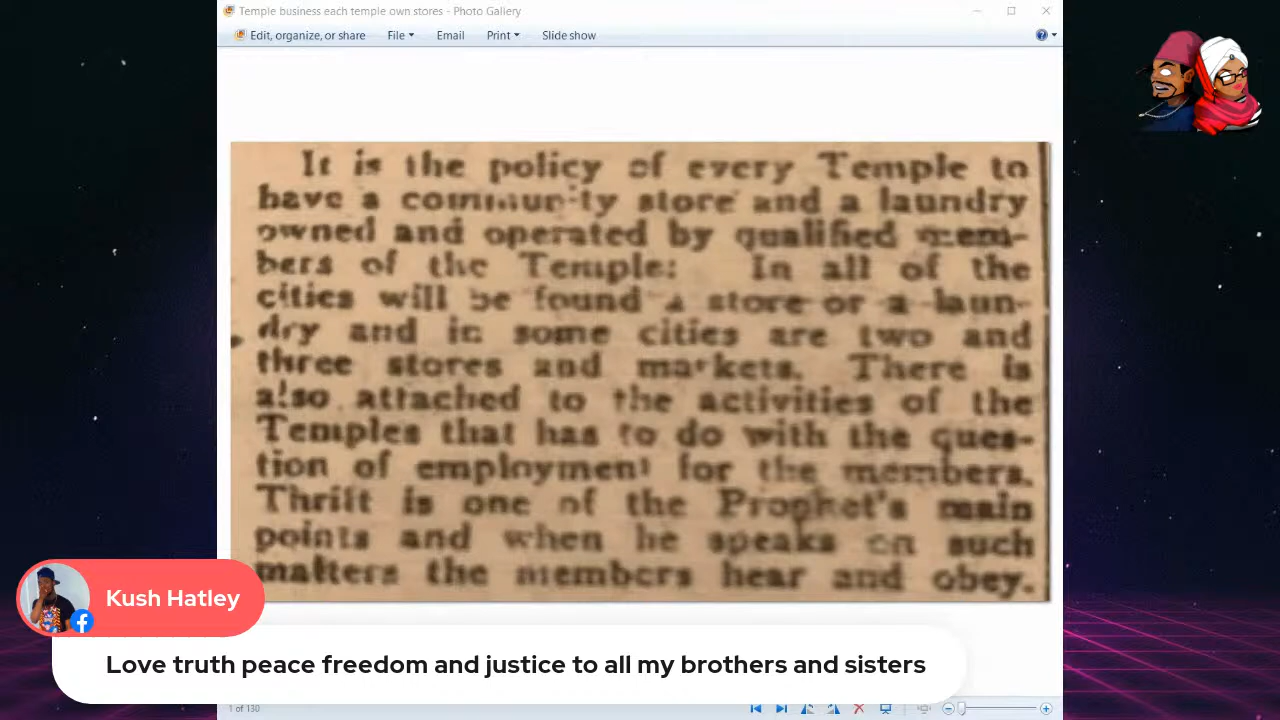 Temple business each temple own stores - Photo Gallery
Edit, organize, or share File Email Print Slide show
It is the policy of every Temple to
have a community store and a laundry
owned and operated by qualified mem-
bers of the Temple: In all of the
cities will be found a store or a laun-
dry and in some cities are two and
three stores and markets. There is
also attached to the activities of the
Temples that has to do with the ques-
tion of employment for the members.
Thrift is one of the Prophet's main
points and when he speaks on such
matters the members hear and obey.
Kush Hatley
Love truth peace freedom and justice to all my brothers and sisters
1 of 130